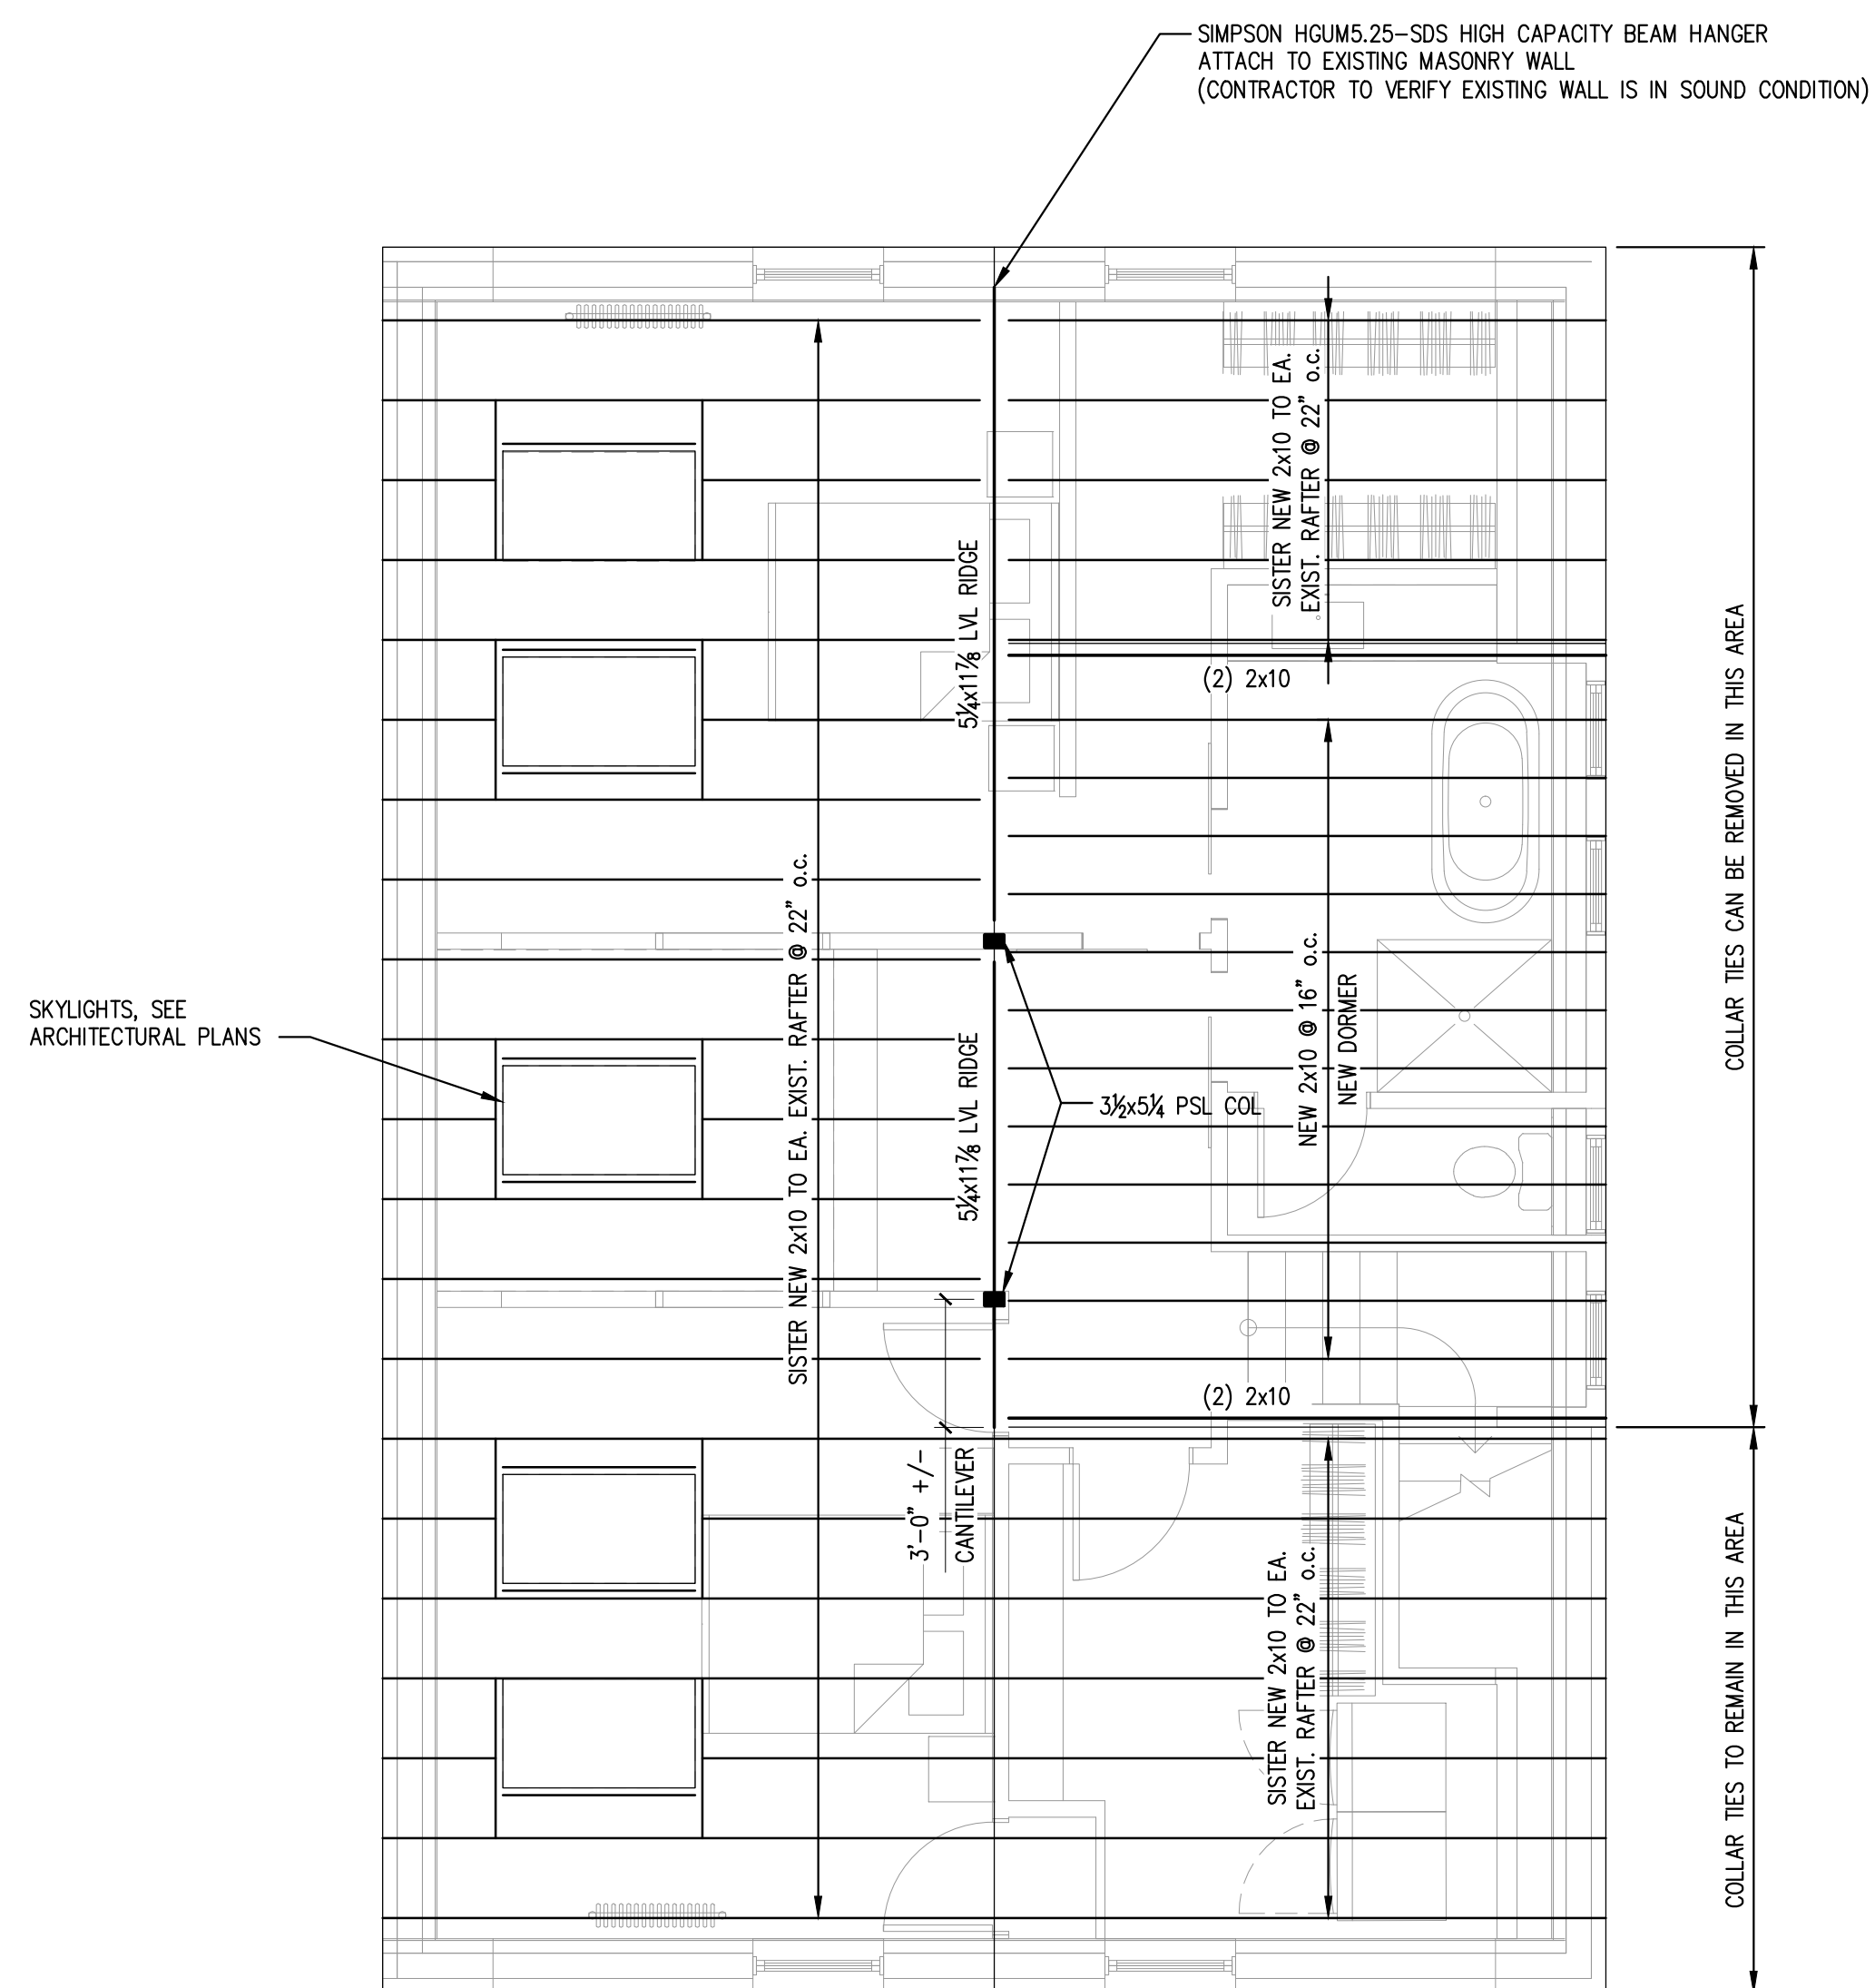 SIMPSON HGUM5.25-SDS HIGH CAPACITY BEAM HANGER
ATTACH TO EXISTING MASONRY WALL
(CONTRACTOR TO VERIFY EXISTING WALL IS IN SOUND CONDITION)
SISTER NEW 2x10 TO EA.
EXIST. RAFTER @ 22" o.c.
5¼x11⅞ LVL RIDGE
(2) 2x10
COLLAR TIES CAN BE REMOVED IN THIS AREA
SISTER NEW 2x10 TO EA. EXIST. RAFTER @ 22" o.c.
NEW 2x10 @ 16" o.c.
NEW DORMER
SKYLIGHTS, SEE
ARCHITECTURAL PLANS
5¼x11⅞ LVL RIDGE
3½x5¼ PSL COL
(2) 2x10
3'-0" +/-
CANTILEVER
SISTER NEW 2x10 TO EA.
EXIST. RAFTER @ 22" o.c.
COLLAR TIES TO REMAIN IN THIS AREA